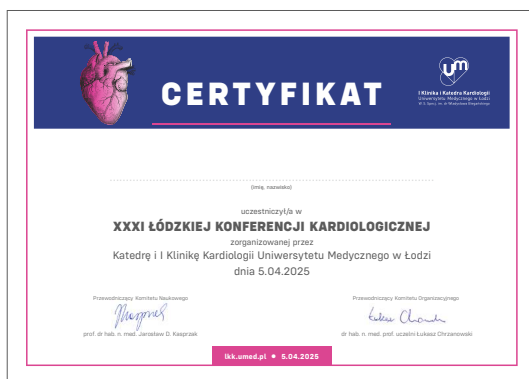 CERTYFIKAT
um
I Klinika i Katedra Kardiologii
Uniwersytetu Medycznego w Łodzi
(imię, nazwisko)
uczestniczył/a w
XXXI ŁÓDZKIEJ KONFERENCJI KARDIOLOGICZNEJ
zorganizowanej przez
Katedrę i I Klinikę Kardiologii Uniwersytetu Medycznego w Łodzi
dnia 5.04.2025
Przewodniczący Komitetu Naukowego
prof. dr hab. n. med. Jarosław D. Kasprzak
Przewodniczący Komitetu Organizacyjnego
dr hab. n. med. prof. uczelni Łukasz Chrzanowski
lkk.umed.pl • 5.04.2025